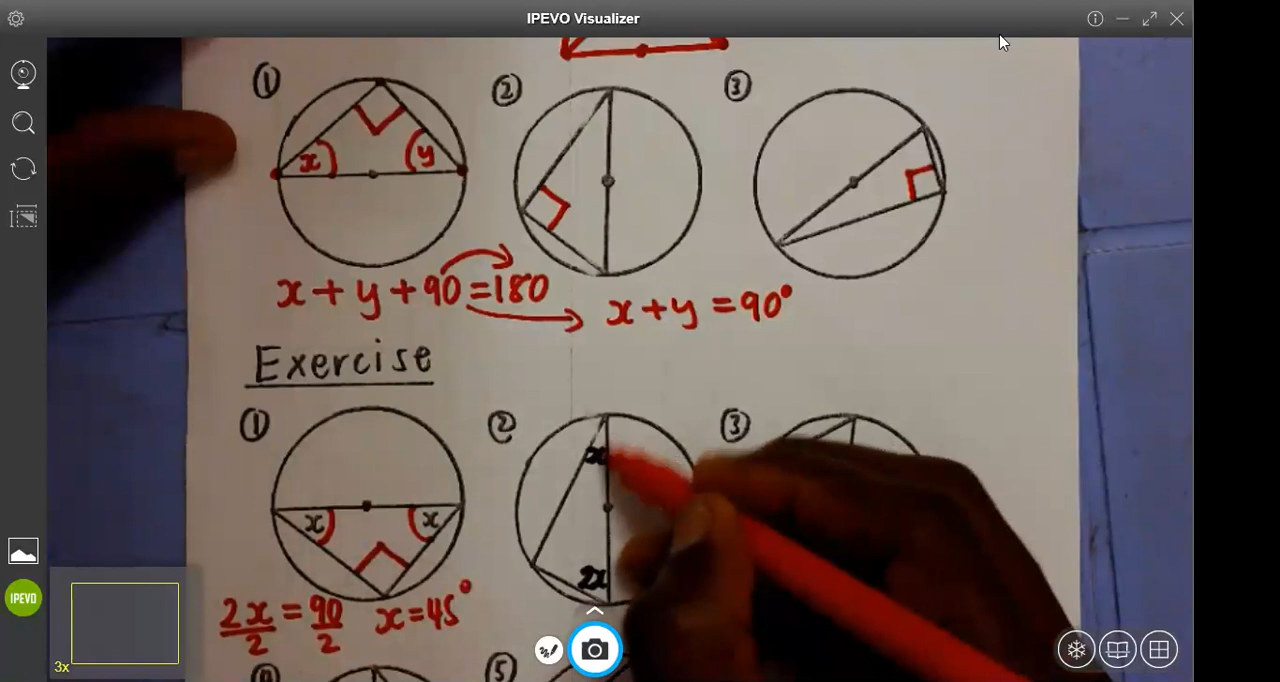 IPEVO Visualizer
① ② ③
x y
x + y + 90 = 180
x + y = 90°
Exercise
① ② ③
x
x x
2x
2x/2 = 90/2 x = 45°
IPEVO
3x
④ ⑤